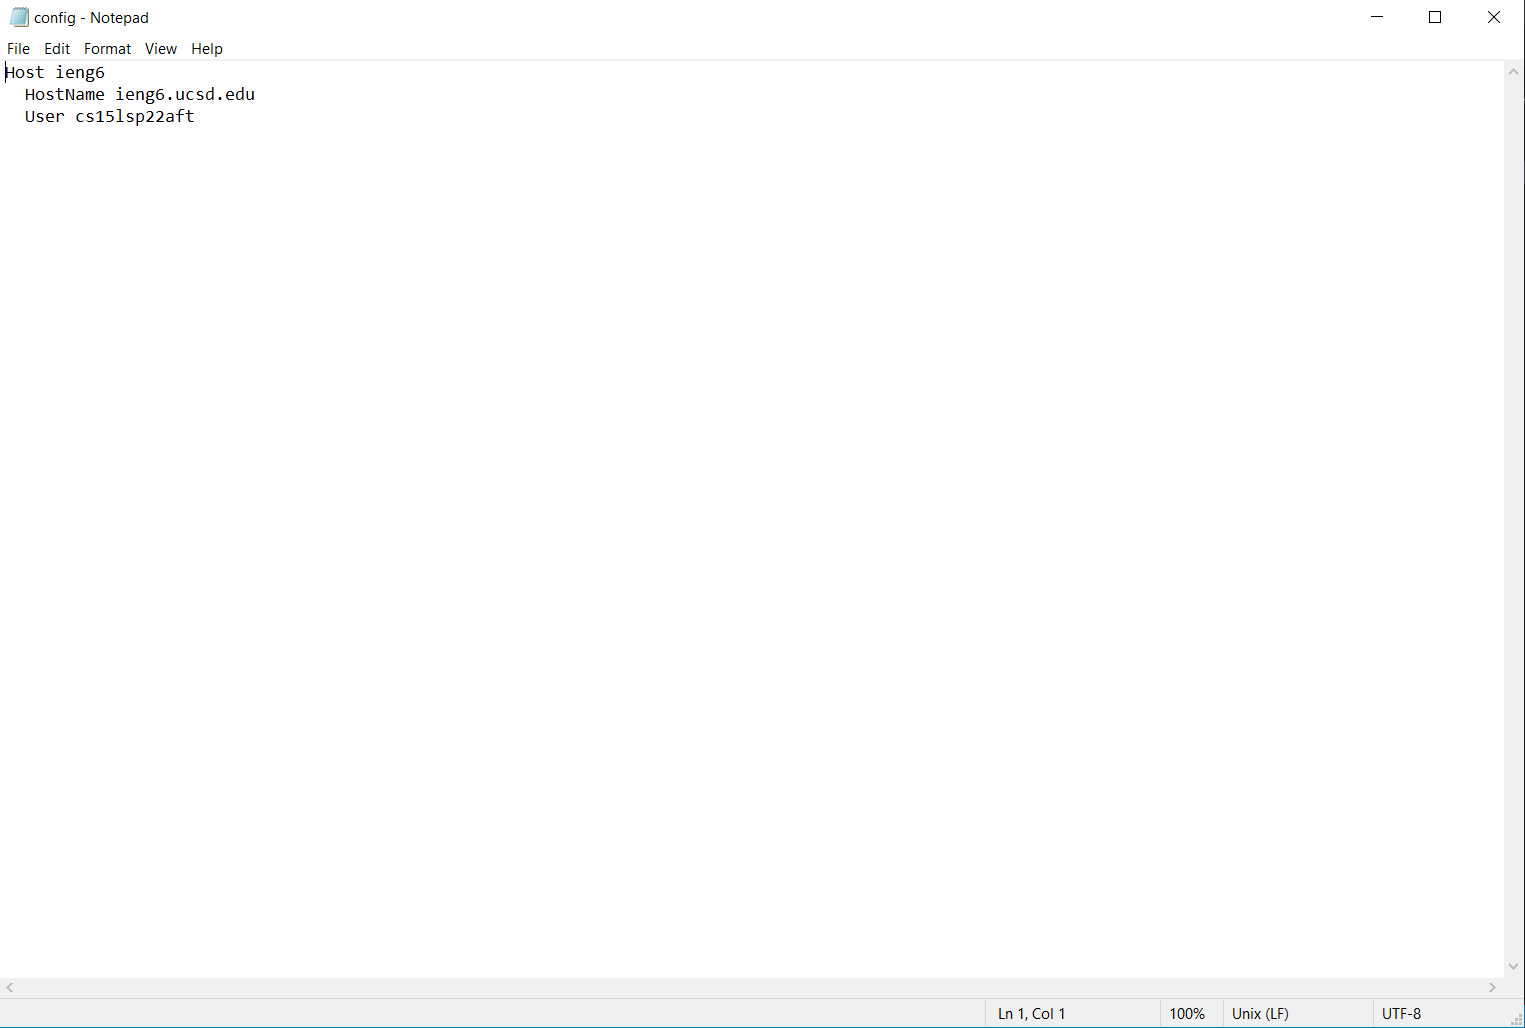 config - Notepad
File Edit Format View Help
Host ieng6
  HostName ieng6.ucsd.edu
  User cs15lsp22aft
Ln 1, Col 1 100% Unix (LF) UTF-8